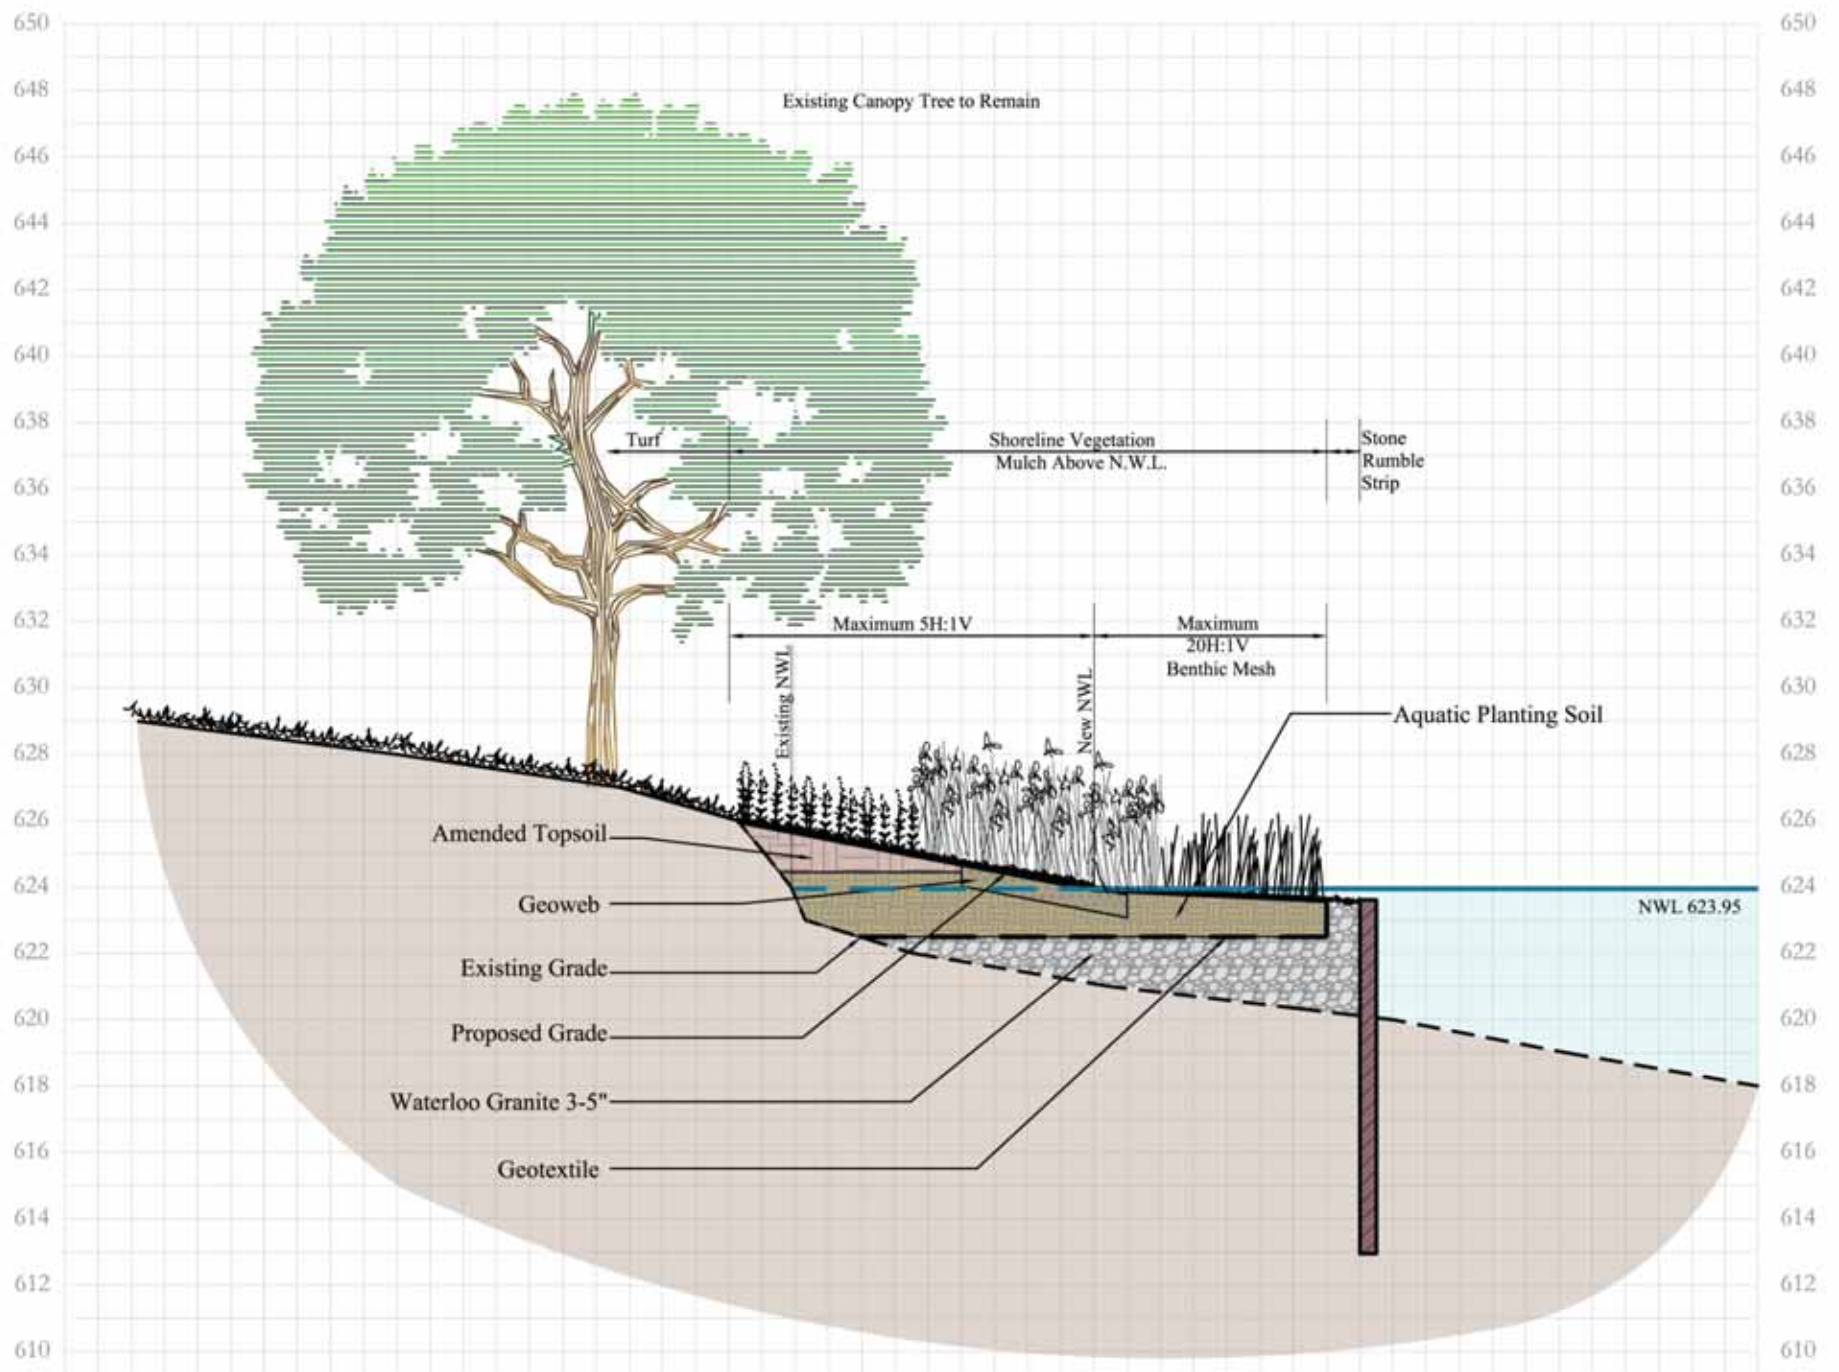 650 650
648 648
Existing Canopy Tree to Remain
646 646
644 644
642 642
640 640
638 638
Turf
Shoreline Vegetation
Mulch Above N.W.L.
Stone
Rumble
Strip
636 636
634 634
632 632
Maximum 5H:1V
Maximum
20H:1V
Benthic Mesh
630 630
Existing NWL
New NWL
Aquatic Planting Soil
628 628
626 626
Amended Topsoil
624 624
Geoweb
NWL 623.95
622 622
Existing Grade
620 620
Proposed Grade
618 618
Waterloo Granite 3-5"
616 616
Geotextile
614 614
612 612
610 610